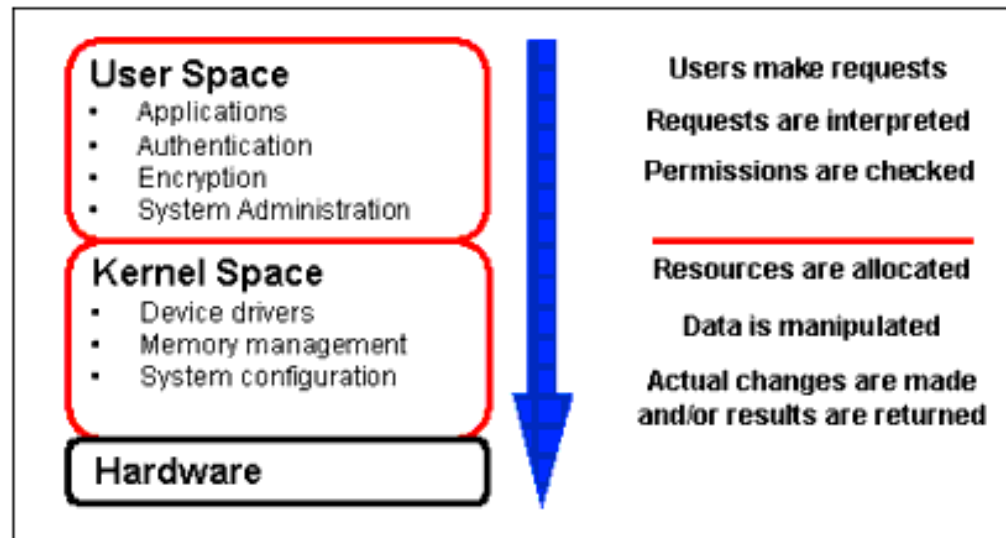 User Space
▪ Applications
▪ Authentication
▪ Encryption
▪ System Administration
Kernel Space
▪ Device drivers
▪ Memory management
▪ System configuration
Hardware
Users make requests
Requests are interpreted
Permissions are checked
Resources are allocated
Data is manipulated
Actual changes are made
and/or results are returned